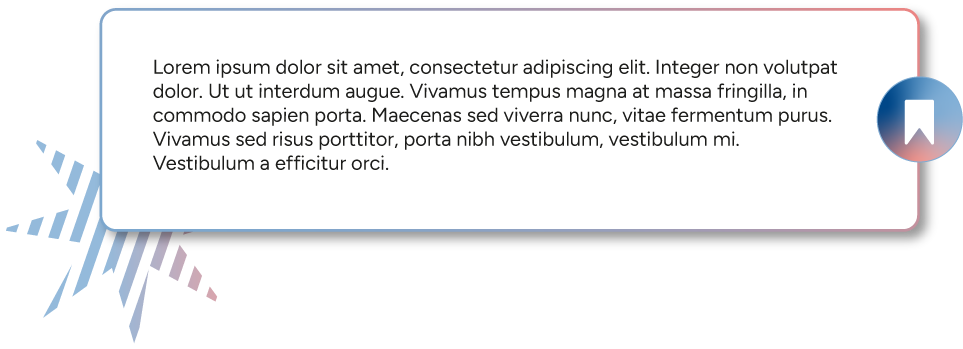 Lorem ipsum dolor sit amet, consectetur adipiscing elit. Integer non volutpat
dolor. Ut ut interdum augue. Vivamus tempus magna at massa fringilla, in
commodo sapien porta. Maecenas sed viverra nunc, vitae fermentum purus.
Vivamus sed risus porttitor, porta nibh vestibulum, vestibulum mi.
Vestibulum a efficitur orci.